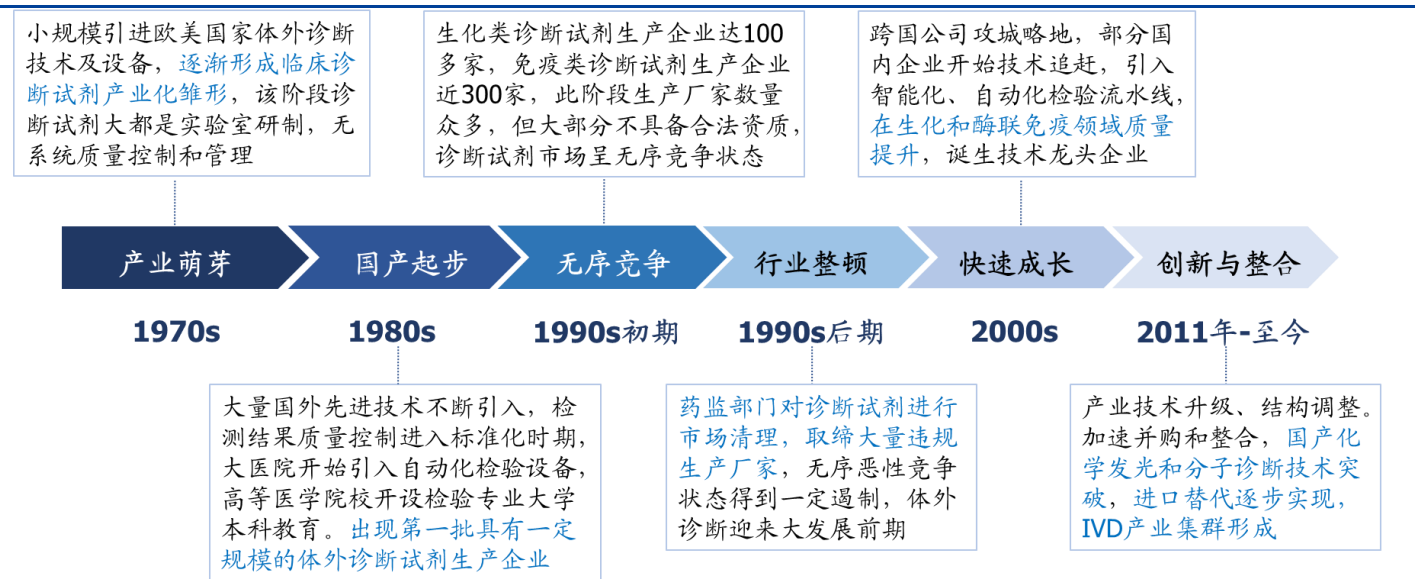 小规模引进欧美国家体外诊断
技术及设备，逐渐形成临床诊
断试剂产业化雏形，该阶段诊
断试剂大都是实验室研制，无
系统质量控制和管理
生化类诊断试剂生产企业达100
多家，免疫类诊断试剂生产企业
近300家，此阶段生产厂家数量
众多，但大部分不具备合法资质，
诊断试剂市场呈无序竞争状态
跨国公司攻城略地，部分国
内企业开始技术追赶，引入
智能化、自动化检验流水线，
在生化和酶联免疫领域质量
提升，诞生技术龙头企业
产业萌芽
国产起步
无序竞争
行业整顿
快速成长
创新与整合
1970s
1980s
1990s初期
1990s后期
2000s
2011年-至今
大量国外先进技术不断引入，检
测结果质量控制进入标准化时期，
大医院开始引入自动化检验设备，
高等医学院校开设检验专业大学
本科教育。出现第一批具有一定
规模的体外诊断试剂生产企业
药监部门对诊断试剂进行
市场清理，取缔大量违规
生产厂家，无序恶性竞争
状态得到一定遏制，体外
诊断迎来大发展前期
产业技术升级、结构调整。
加速并购和整合，国产化
学发光和分子诊断技术突
破，进口替代逐步实现，
IVD产业集群形成